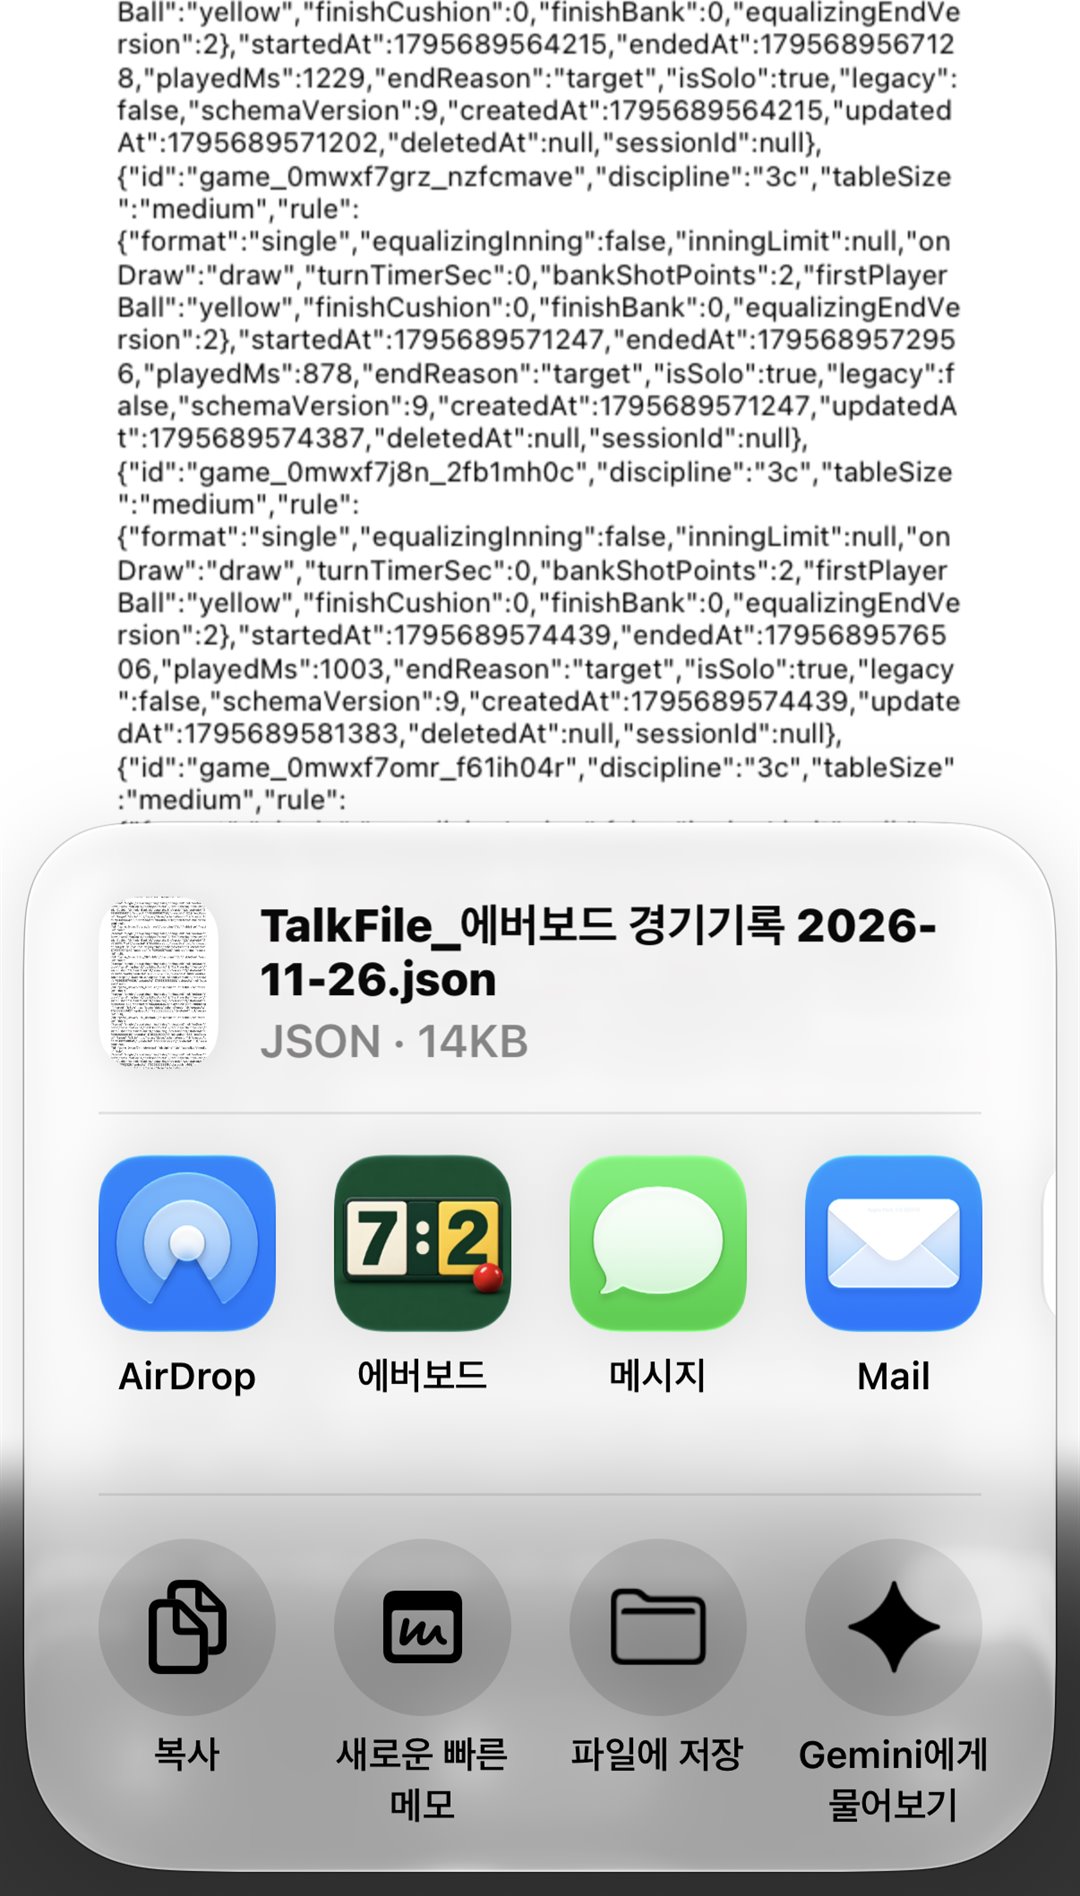 Ball":"yellow","finishCushion":0,"finishBank":0,"equalizingEndVe
rsion":2},"startedAt":1795689564215,"endedAt":179568956712
8,"playedMs":1229,"endReason":"target","isSolo":true,"legacy":
false,"schemaVersion":9,"createdAt":1795689564215,"updated
At":1795689571202,"deletedAt":null,"sessionId":null},
{"id":"game_0mwxf7grz_nzfcmave","discipline":"3c","tableSize
":"medium","rule":
{"format":"single","equalizingInning":false,"inningLimit":null,"on
Draw":"draw","turnTimerSec":0,"bankShotPoints":2,"firstPlayer
Ball":"yellow","finishCushion":0,"finishBank":0,"equalizingEndVe
rsion":2},"startedAt":1795689571247,"endedAt":179568957295
6,"playedMs":878,"endReason":"target","isSolo":true,"legacy":f
alse,"schemaVersion":9,"createdAt":1795689571247,"updatedA
t":1795689574387,"deletedAt":null,"sessionId":null},
{"id":"game_0mwxf7j8n_2fb1mh0c","discipline":"3c","tableSize
":"medium","rule":
{"format":"single","equalizingInning":false,"inningLimit":null,"on
Draw":"draw","turnTimerSec":0,"bankShotPoints":2,"firstPlayer
Ball":"yellow","finishCushion":0,"finishBank":0,"equalizingEndVe
rsion":2},"startedAt":1795689574439,"endedAt":17956895765
06,"playedMs":1003,"endReason":"target","isSolo":true,"legacy
":false,"schemaVersion":9,"createdAt":1795689574439,"update
dAt":1795689581383,"deletedAt":null,"sessionId":null},
{"id":"game_0mwxf7omr_f61ih04r","discipline":"3c","tableSize"
:"medium","rule":
TalkFile_에버보드 경기기록 2026-
11-26.json
JSON · 14KB
7:2
AirDrop
에버보드
메시지
Mail
복사
새로운 빠른
메모
파일에 저장
Gemini에게
물어보기